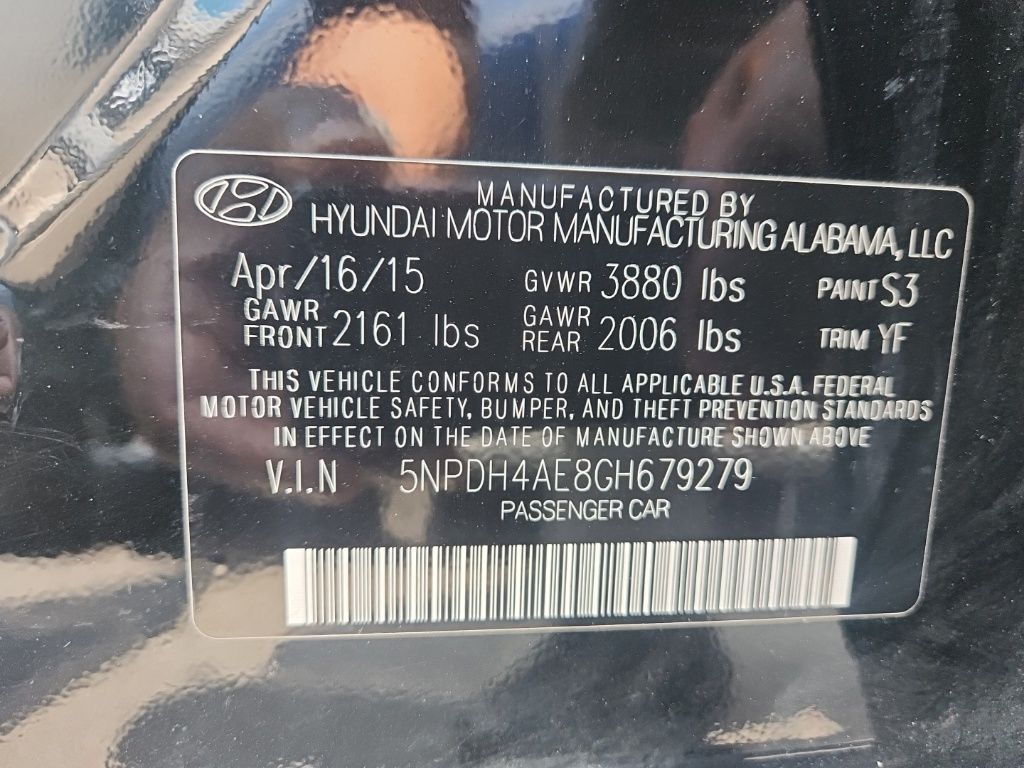 MANUFACTURED BY
HYUNDAI MOTOR MANUFACTURING ALABAMA, LLC
Apr/16/15 GVWR 3880 lbs PAINT S3
GAWR FRONT 2161 lbs GAWR REAR 2006 lbs TRIM YF
THIS VEHICLE CONFORMS TO ALL APPLICABLE U.S.A. FEDERAL
MOTOR VEHICLE SAFETY, BUMPER, AND THEFT PREVENTION STANDARDS
IN EFFECT ON THE DATE OF MANUFACTURE SHOWN ABOVE
V.I.N 5NPDH4AE8GH679279
PASSENGER CAR